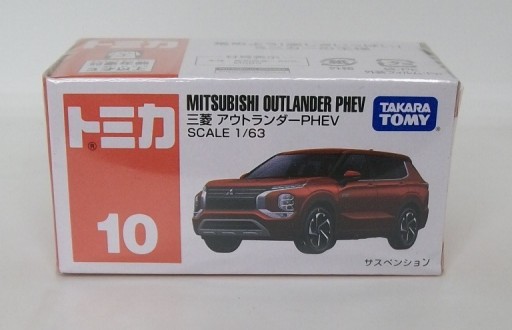 トミカ
®
10
MITSUBISHI OUTLANDER PHEV
三菱 アウトランダーPHEV
SCALE 1/63
TAKARA
TOMY
サスペンション